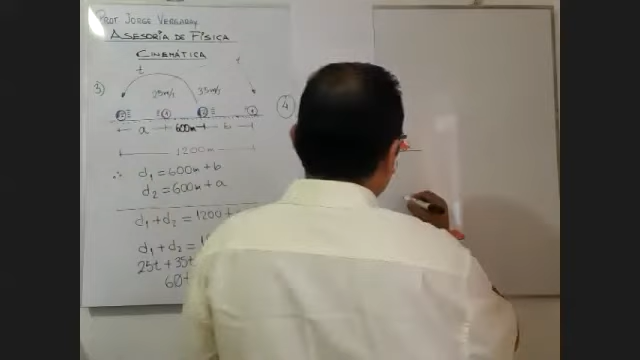 PROF JORGE VERGARAY
ASESORÍA DE FÍSICA
CINEMÁTICA
3)
t
t
25m/s 35m/s
a 600m b
1200m
∴ d₁ = 600m + b
d₂ = 600m + a
d₁ + d₂ = 1200 +
d₁ + d₂ =
25t + 35t
60t
4